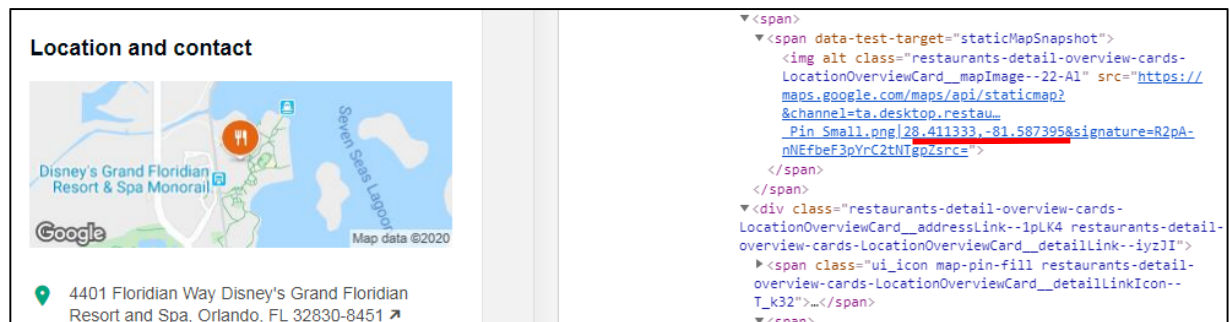 Location and contact
Seven Seas Lagoon
Disney's Grand Floridian
Resort & Spa Monorail
Google
Map data ©2020
4401 Floridian Way Disney's Grand Floridian
Resort and Spa, Orlando, FL 32830-8451
▼<span>
▼<span data-test-target="staticMapSnapshot">
<img alt class="restaurants-detail-overview-cards-
LocationOverviewCard__mapImage--22-Al" src="https://
maps.google.com/maps/api/staticmap?
&channel=ta.desktop.restau…
_Pin_Small.png|28.411333,-81.587395&signature=R2pA-
nNEfbeF3pYrC2tNTgpZsrc=">
</span>
</span>
▼<div class="restaurants-detail-overview-cards-
LocationOverviewCard__addressLink--1pLK4 restaurants-detail-
overview-cards-LocationOverviewCard__detailLink--iyzJI">
▶<span class="ui_icon map-pin-fill restaurants-detail-
overview-cards-LocationOverviewCard__detailLinkIcon--
T_k32">…</span>
▼<span>